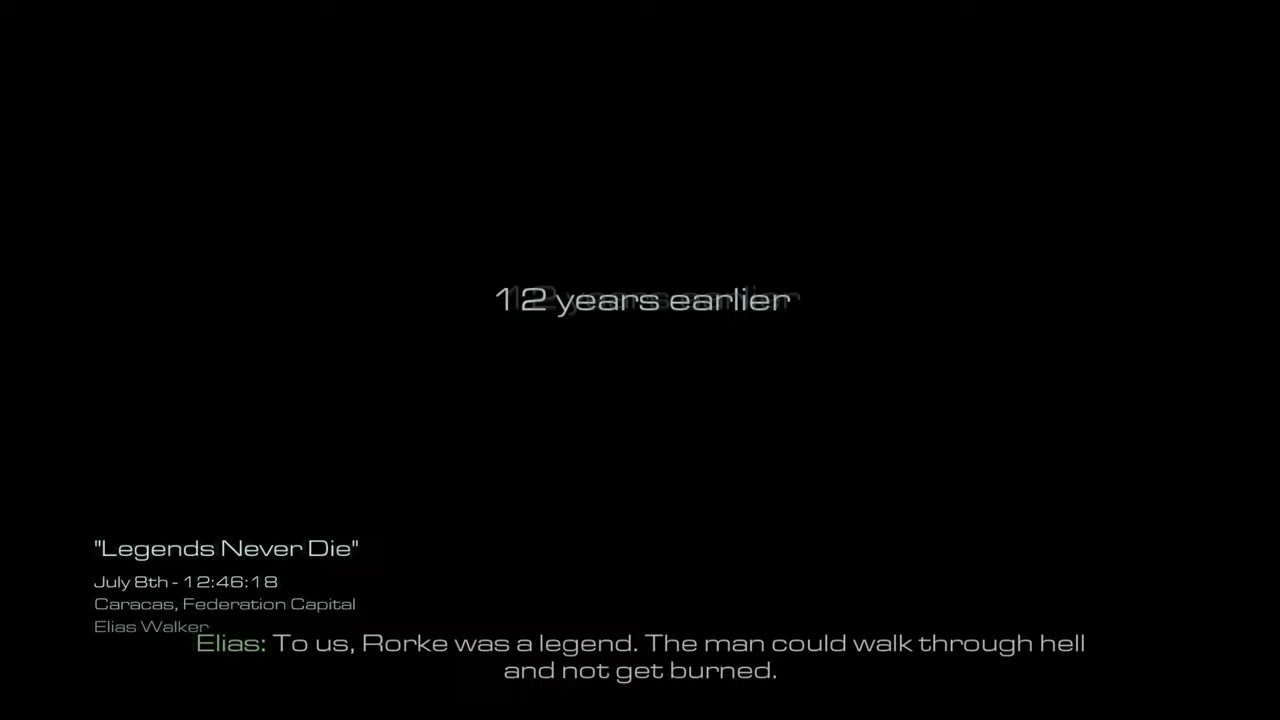 12 years earlier
"Legends Never Die"
July 8th - 12:46:18
Caracas, Federation Capital
Elias Walker
Elias: To us, Rorke was a legend. The man could walk through hell
and not get burned.